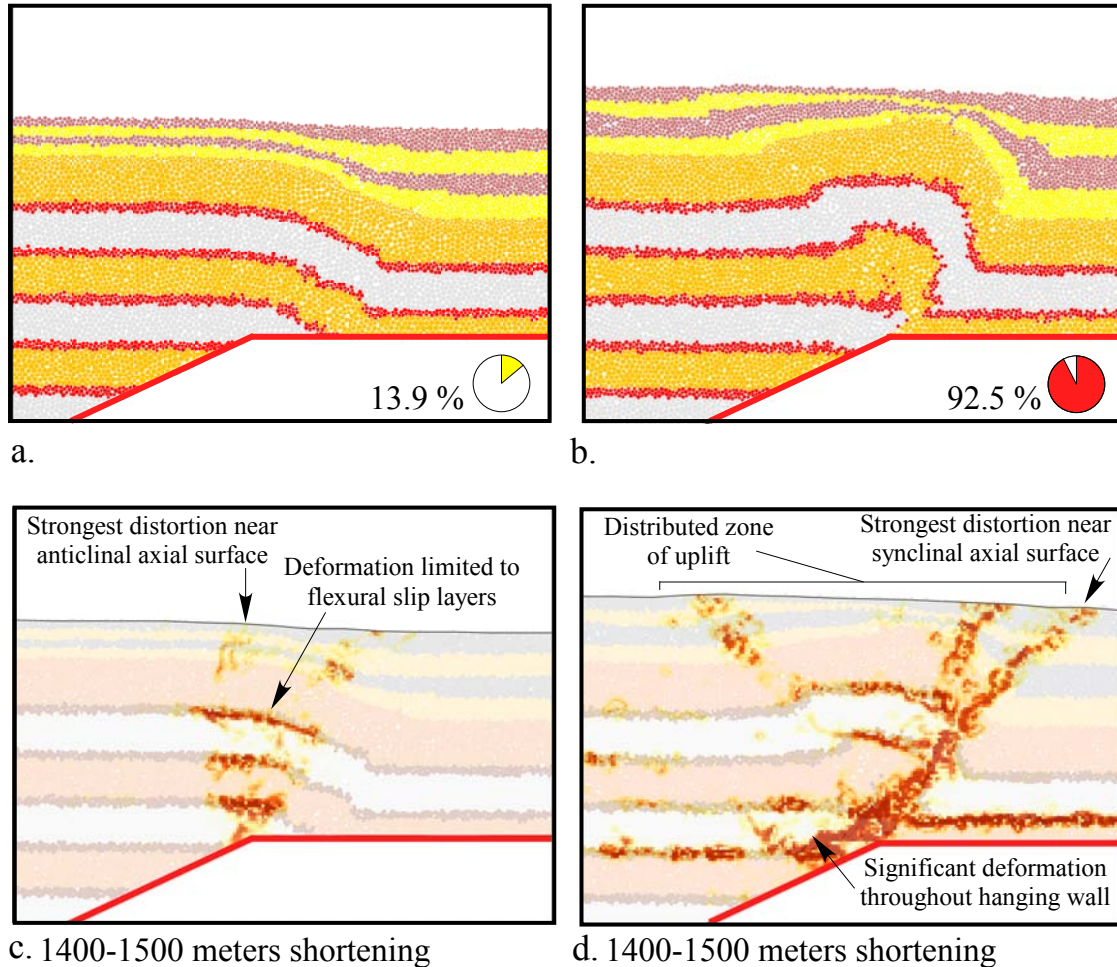 13.9 %
92.5 %
a.
b.
Strongest distortion near
anticlinal axial surface
Deformation limited to
flexural slip layers
Distributed zone
of uplift
Strongest distortion near
synclinal axial surface
Significant deformation
throughout hanging wall
c. 1400-1500 meters shortening
d. 1400-1500 meters shortening